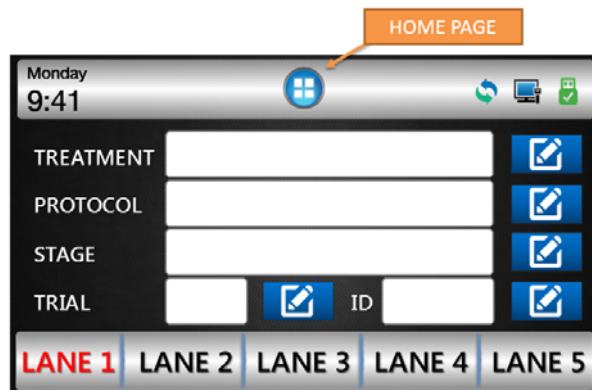 HOME PAGE
Monday
9:41
TREATMENT
PROTOCOL
STAGE
TRIAL ID
LANE 1 LANE 2 LANE 3 LANE 4 LANE 5